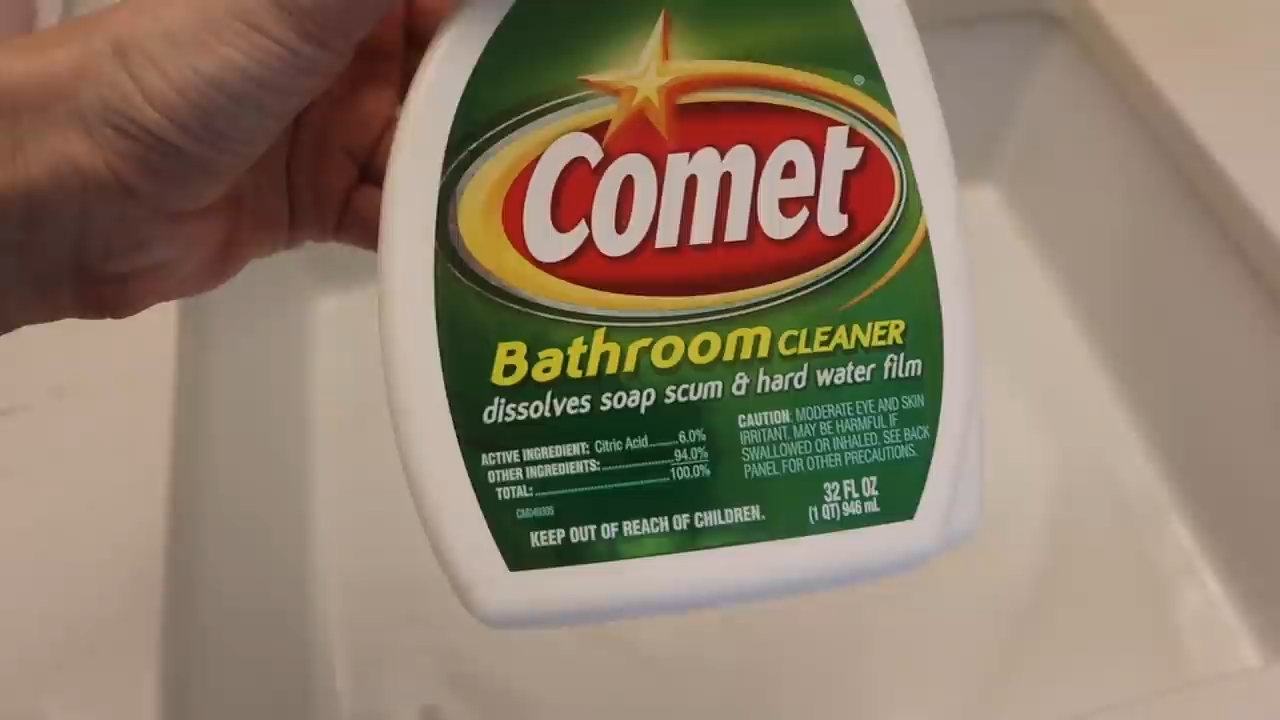 Comet®
Bathroom CLEANER
dissolves soap scum & hard water film
ACTIVE INGREDIENT: Citric Acid........6.0%
OTHER INGREDIENTS:....................94.0%
TOTAL:................................100.0%
CAUTION: MODERATE EYE AND SKIN
IRRITANT. MAY BE HARMFUL IF
SWALLOWED OR INHALED. SEE BACK
PANEL FOR OTHER PRECAUTIONS.
KEEP OUT OF REACH OF CHILDREN.
32 FL OZ
(1 QT) 946 mL